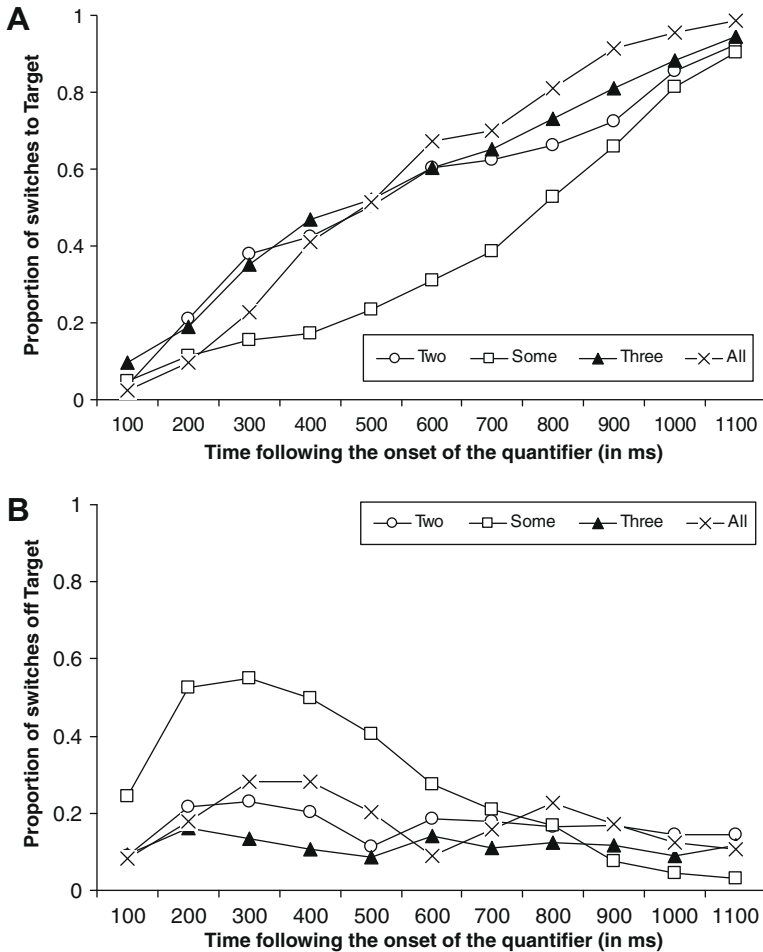 A
Proportion of switches to Target
1
0.8
0.6
0.4
0.2
0
Two Some Three All
100 200 300 400 500 600 700 800 900 1000 1100
Time following the onset of the quantifier (in ms)
B
Proportion of switches off Target
1
0.8
0.6
0.4
0.2
0
Two Some Three All
100 200 300 400 500 600 700 800 900 1000 1100
Time following the onset of the quantifier (in ms)